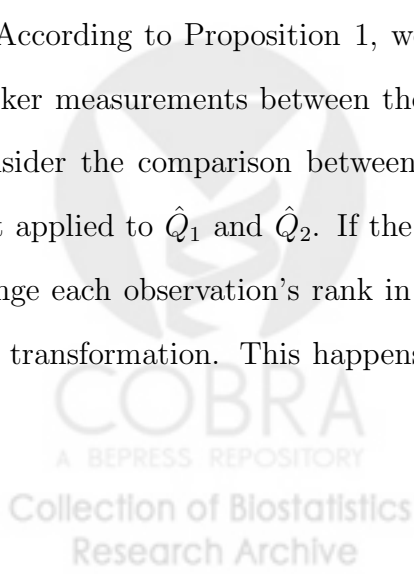 According to Proposition 1, we
ker measurements between the
sider the comparison between
t applied to Q̂₁ and Q̂₂. If the
nge each observation's rank in
transformation. This happens
COBRA
A BEPRESS REPOSITORY
Collection of Biostatistics
Research Archive